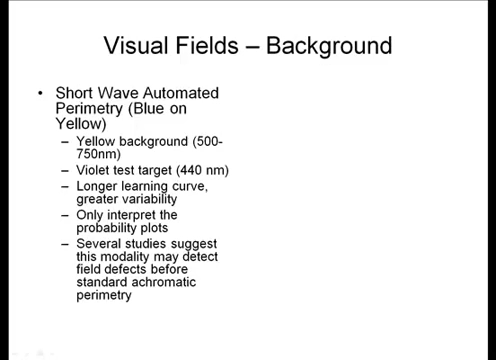 Visual Fields – Background
• Short Wave Automated
Perimetry (Blue on
Yellow)
– Yellow background (500-
750nm)
– Violet test target (440 nm)
– Longer learning curve,
greater variability
– Only interpret the
probability plots
– Several studies suggest
this modality may detect
field defects before
standard achromatic
perimetry